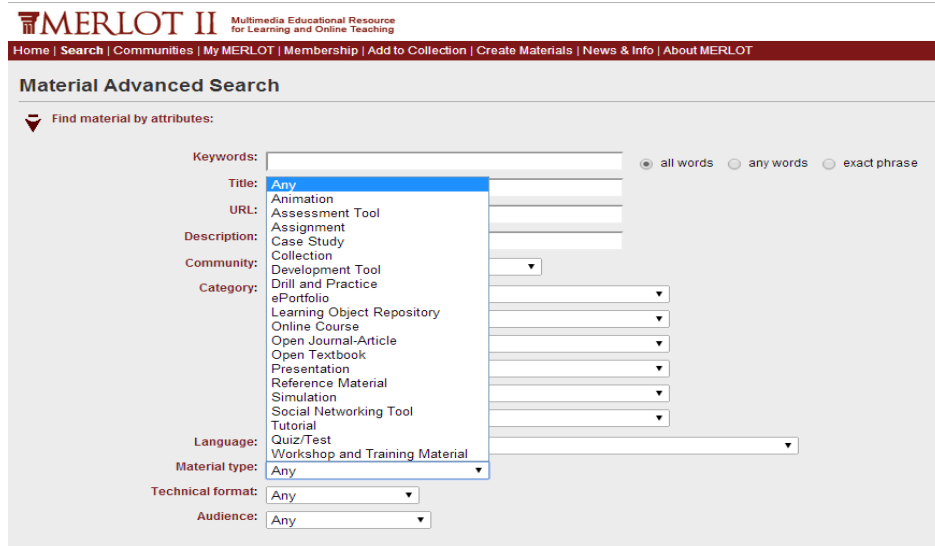 MERLOT II Multimedia Educational Resource
for Learning and Online Teaching
Home | Search | Communities | My MERLOT | Membership | Add to Collection | Create Materials | News & Info | About MERLOT
Material Advanced Search
Find material by attributes:
Keywords: all words any words exact phrase
Title:
URL:
Description:
Community:
Category:
Any
Animation
Assessment Tool
Assignment
Case Study
Collection
Development Tool
Drill and Practice
ePortfolio
Learning Object Repository
Online Course
Open Journal-Article
Open Textbook
Presentation
Reference Material
Simulation
Social Networking Tool
Tutorial
Quiz/Test
Workshop and Training Material
Language:
Material type: Any
Technical format: Any
Audience: Any